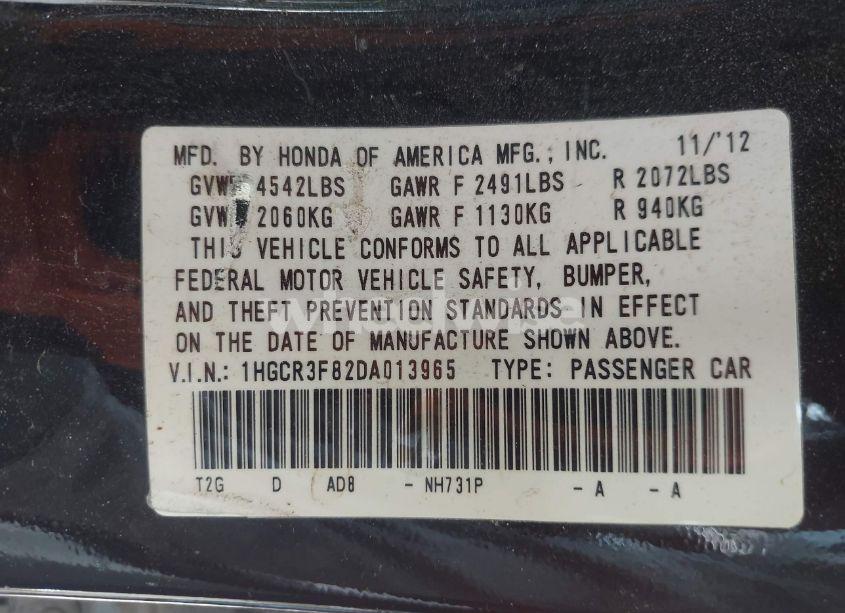 MFD. BY HONDA OF AMERICA MFG., INC. 11/'12
GVWR 4542LBS GAWR F 2491LBS R 2072LBS
GVW 2060KG GAWR F 1130KG R 940KG
THIS VEHICLE CONFORMS TO ALL APPLICABLE
FEDERAL MOTOR VEHICLE SAFETY, BUMPER,
AND THEFT PREVENTION STANDARDS IN EFFECT
ON THE DATE OF MANUFACTURE SHOWN ABOVE.
V.I.N.: 1HGCR3F82DA013965 TYPE: PASSENGER CAR
T2G D AD8 - NH731P - A - A